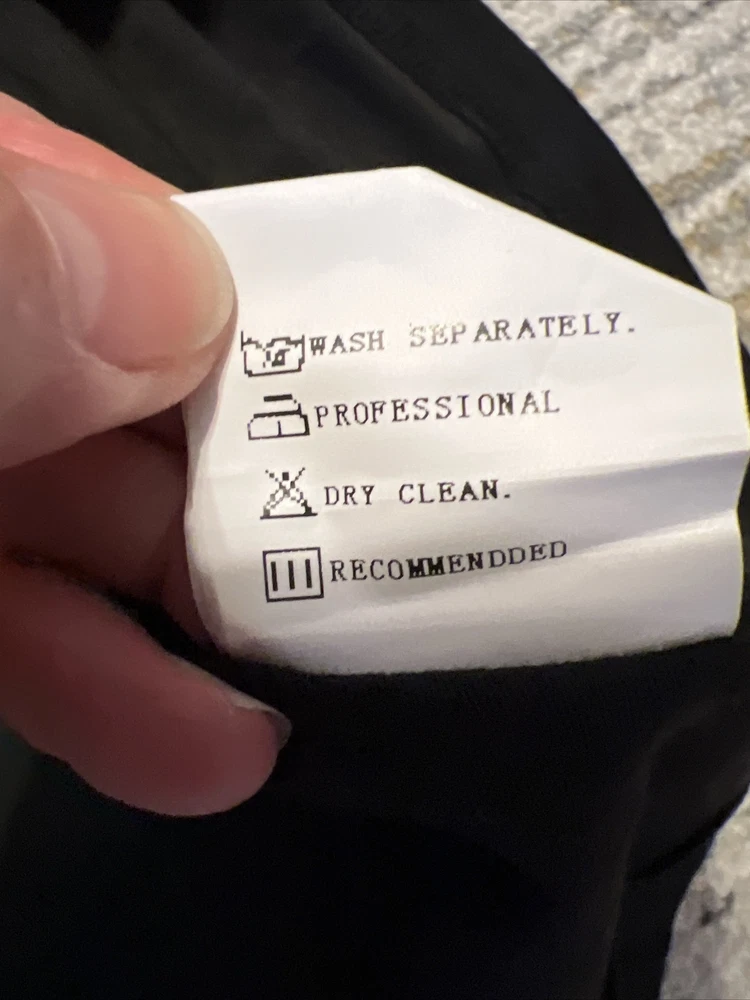 WASH SEPARATELY.
PROFESSIONAL
DRY CLEAN.
RECOMMENDDED